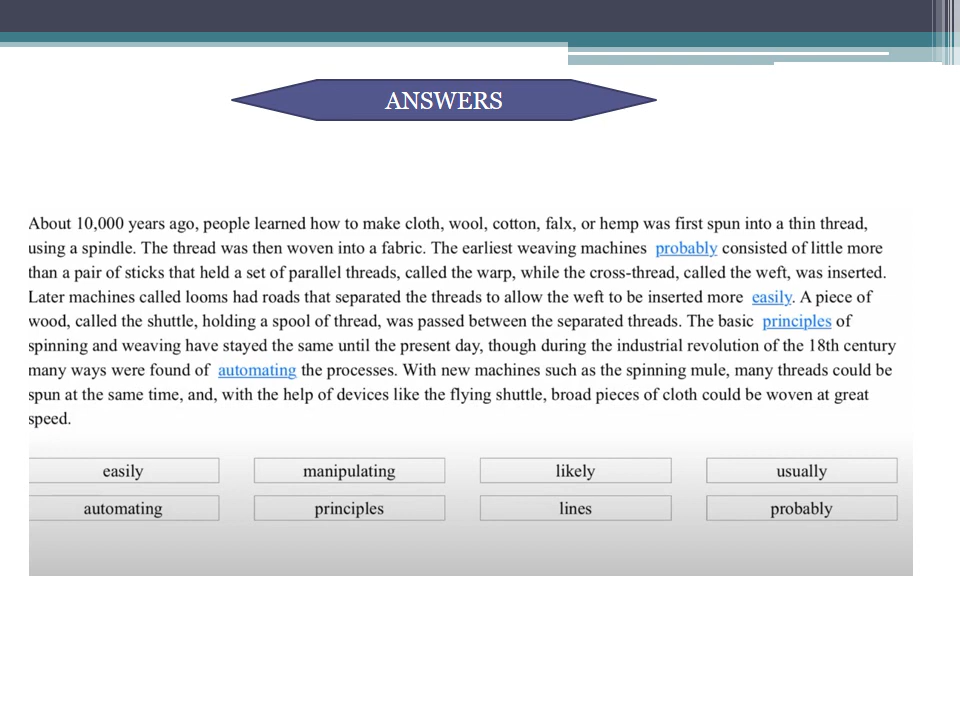 ANSWERS
About 10,000 years ago, people learned how to make cloth, wool, cotton, falx, or hemp was first spun into a thin thread,
using a spindle. The thread was then woven into a fabric. The earliest weaving machines probably consisted of little more
than a pair of sticks that held a set of parallel threads, called the warp, while the cross-thread, called the weft, was inserted.
Later machines called looms had roads that separated the threads to allow the weft to be inserted more easily. A piece of
wood, called the shuttle, holding a spool of thread, was passed between the separated threads. The basic principles of
spinning and weaving have stayed the same until the present day, though during the industrial revolution of the 18th century
many ways were found of automating the processes. With new machines such as the spinning mule, many threads could be
spun at the same time, and, with the help of devices like the flying shuttle, broad pieces of cloth could be woven at great
speed.
easily manipulating likely usually
automating principles lines probably